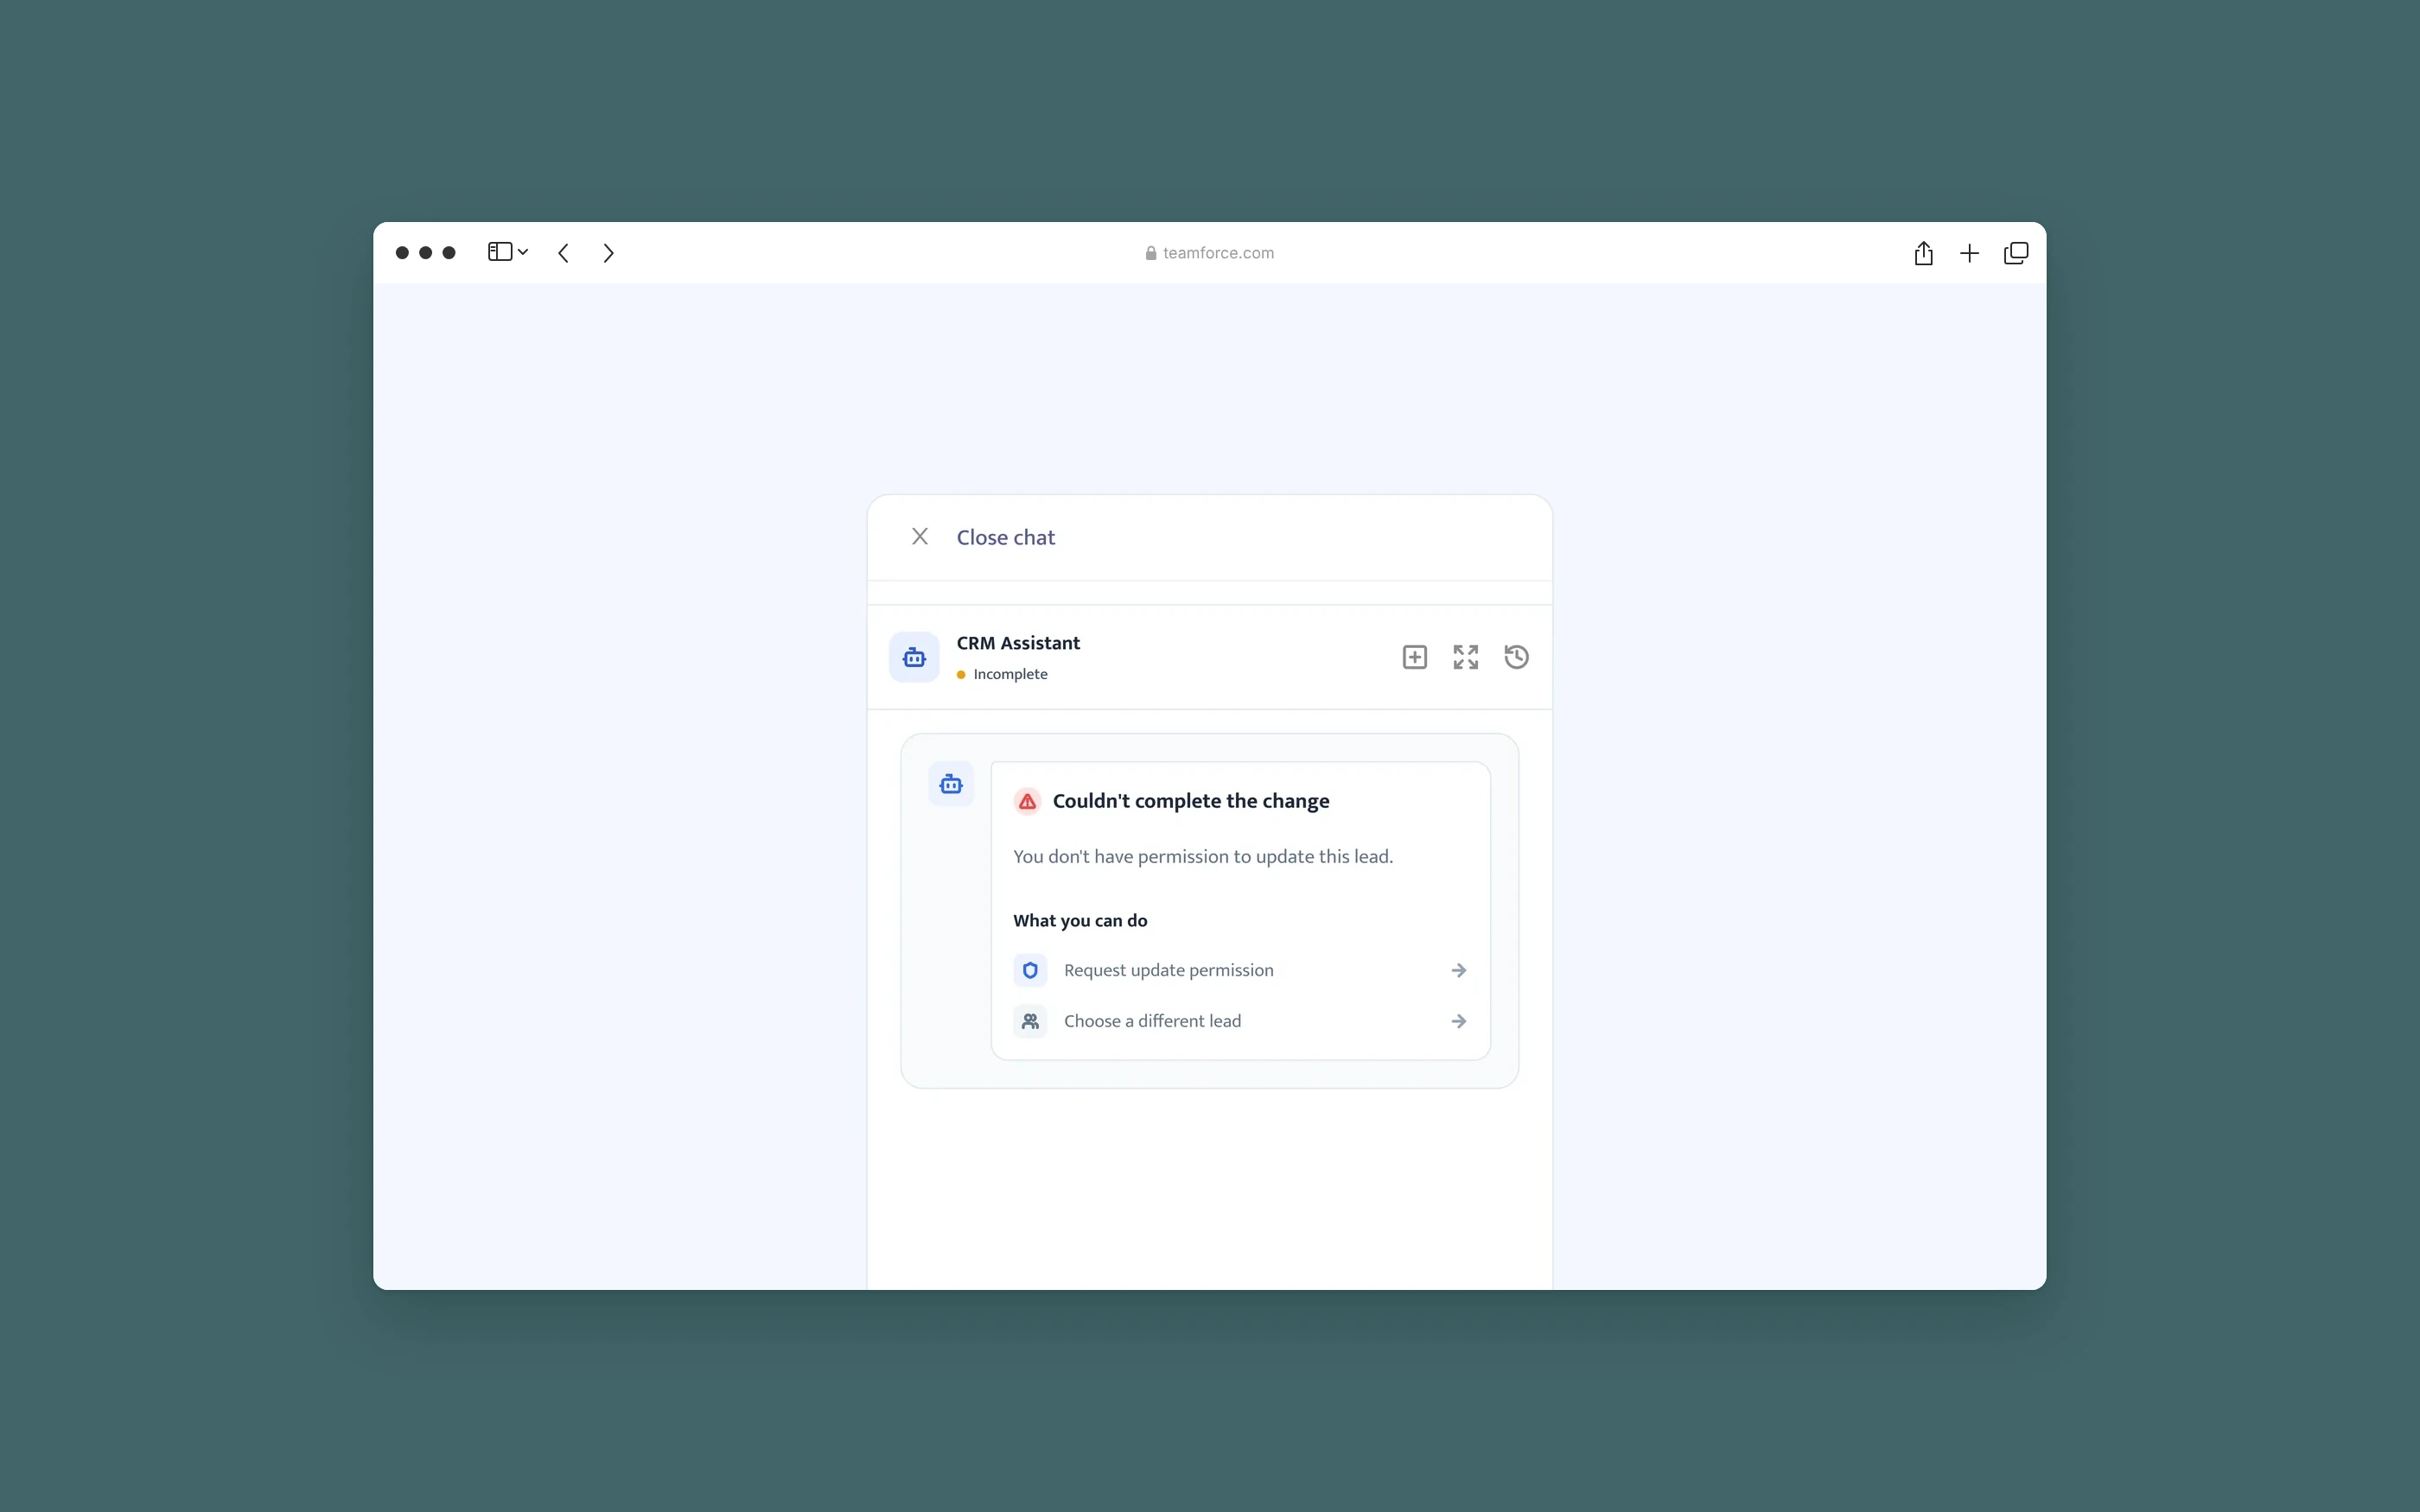 teamforce.com
Close chat
CRM Assistant
Incomplete
Couldn't complete the change
You don't have permission to update this lead.
What you can do
Request update permission
Choose a different lead